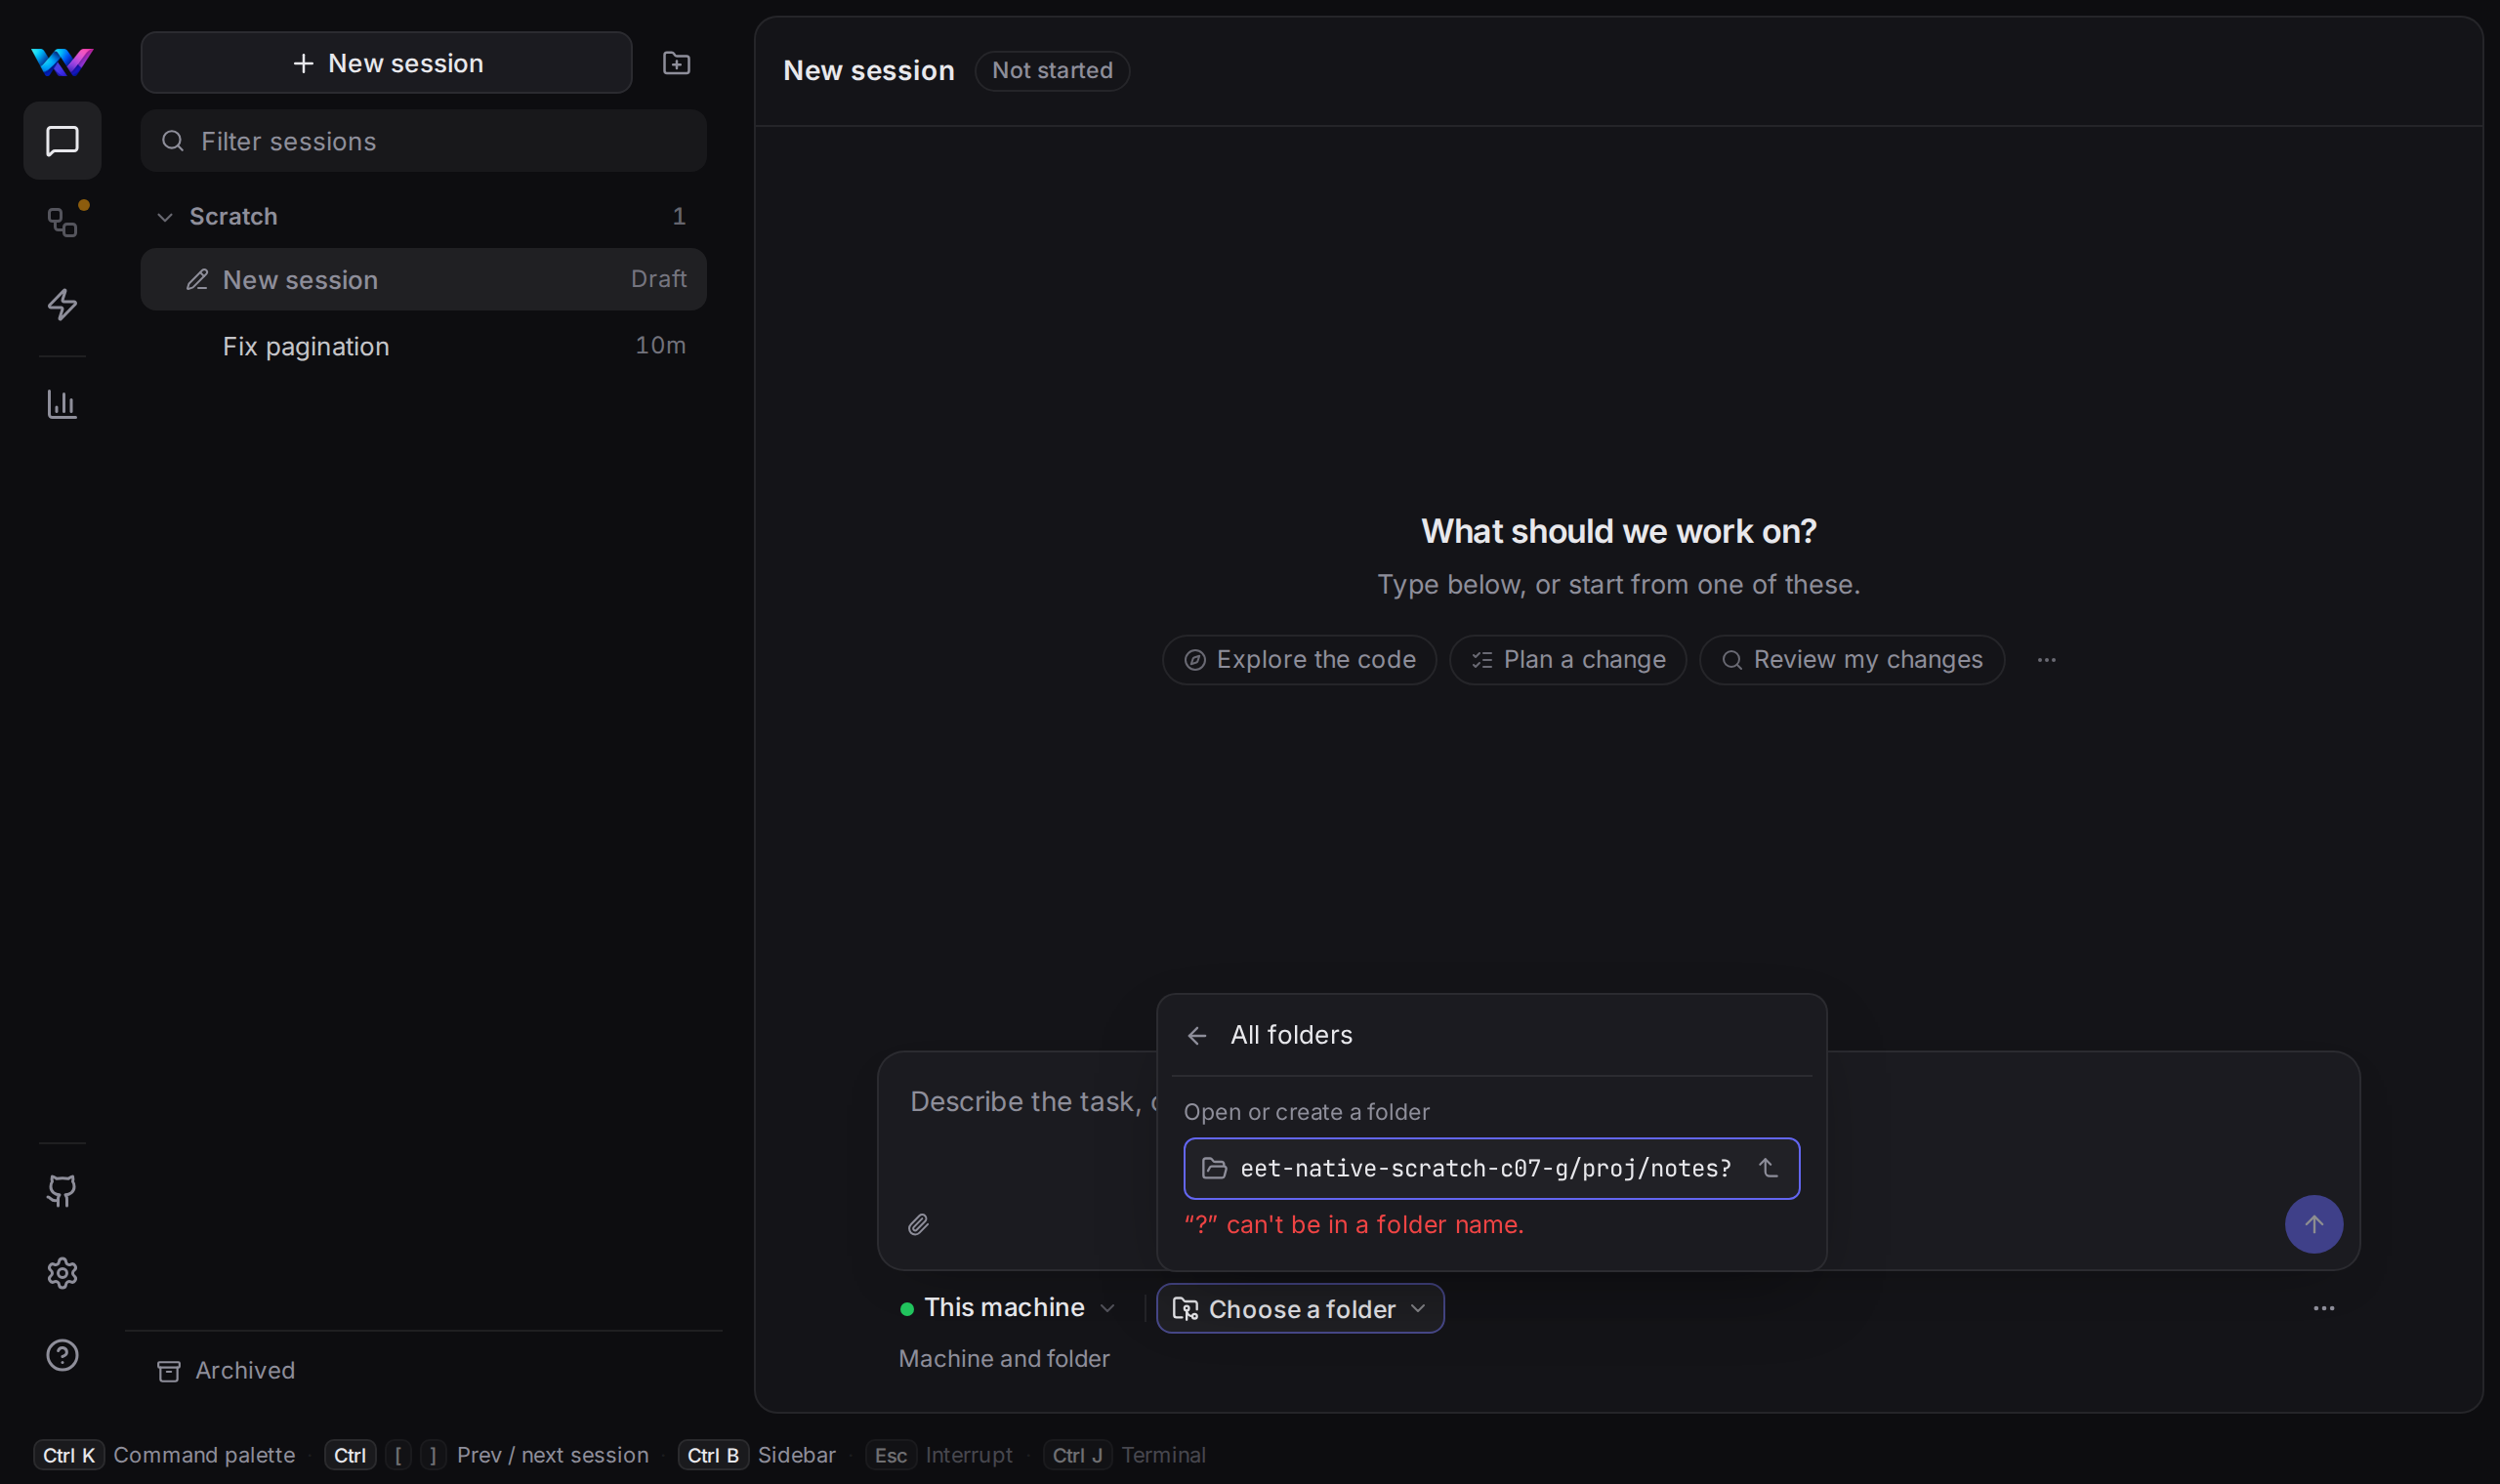 New session
Filter sessions
Scratch 1
New session Draft
Fix pagination 10m
Archived
New session Not started
What should we work on?
Type below, or start from one of these.
Explore the code Plan a change Review my changes
All folders
Open or create a folder
Describe the task,
eet-native-scratch-c07-g/proj/notes?
“?” can't be in a folder name.
This machine Choose a folder
Machine and folder
Ctrl K Command palette · Ctrl [ ] Prev / next session · Ctrl B Sidebar · Esc Interrupt · Ctrl J Terminal